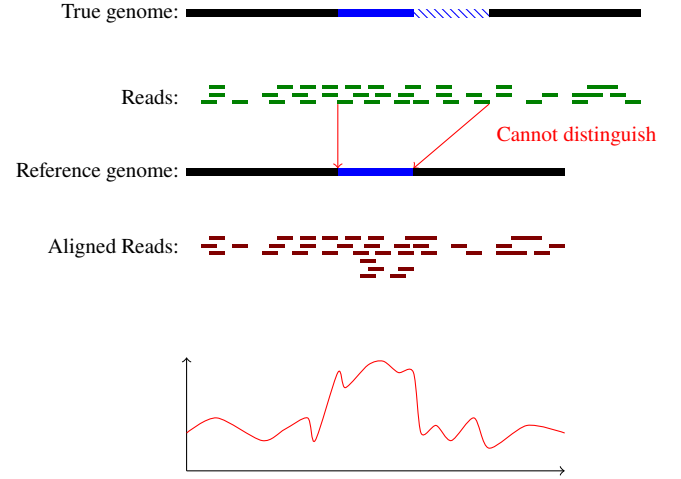 True genome:
Reads:
Cannot distinguish
Reference genome:
Aligned Reads: